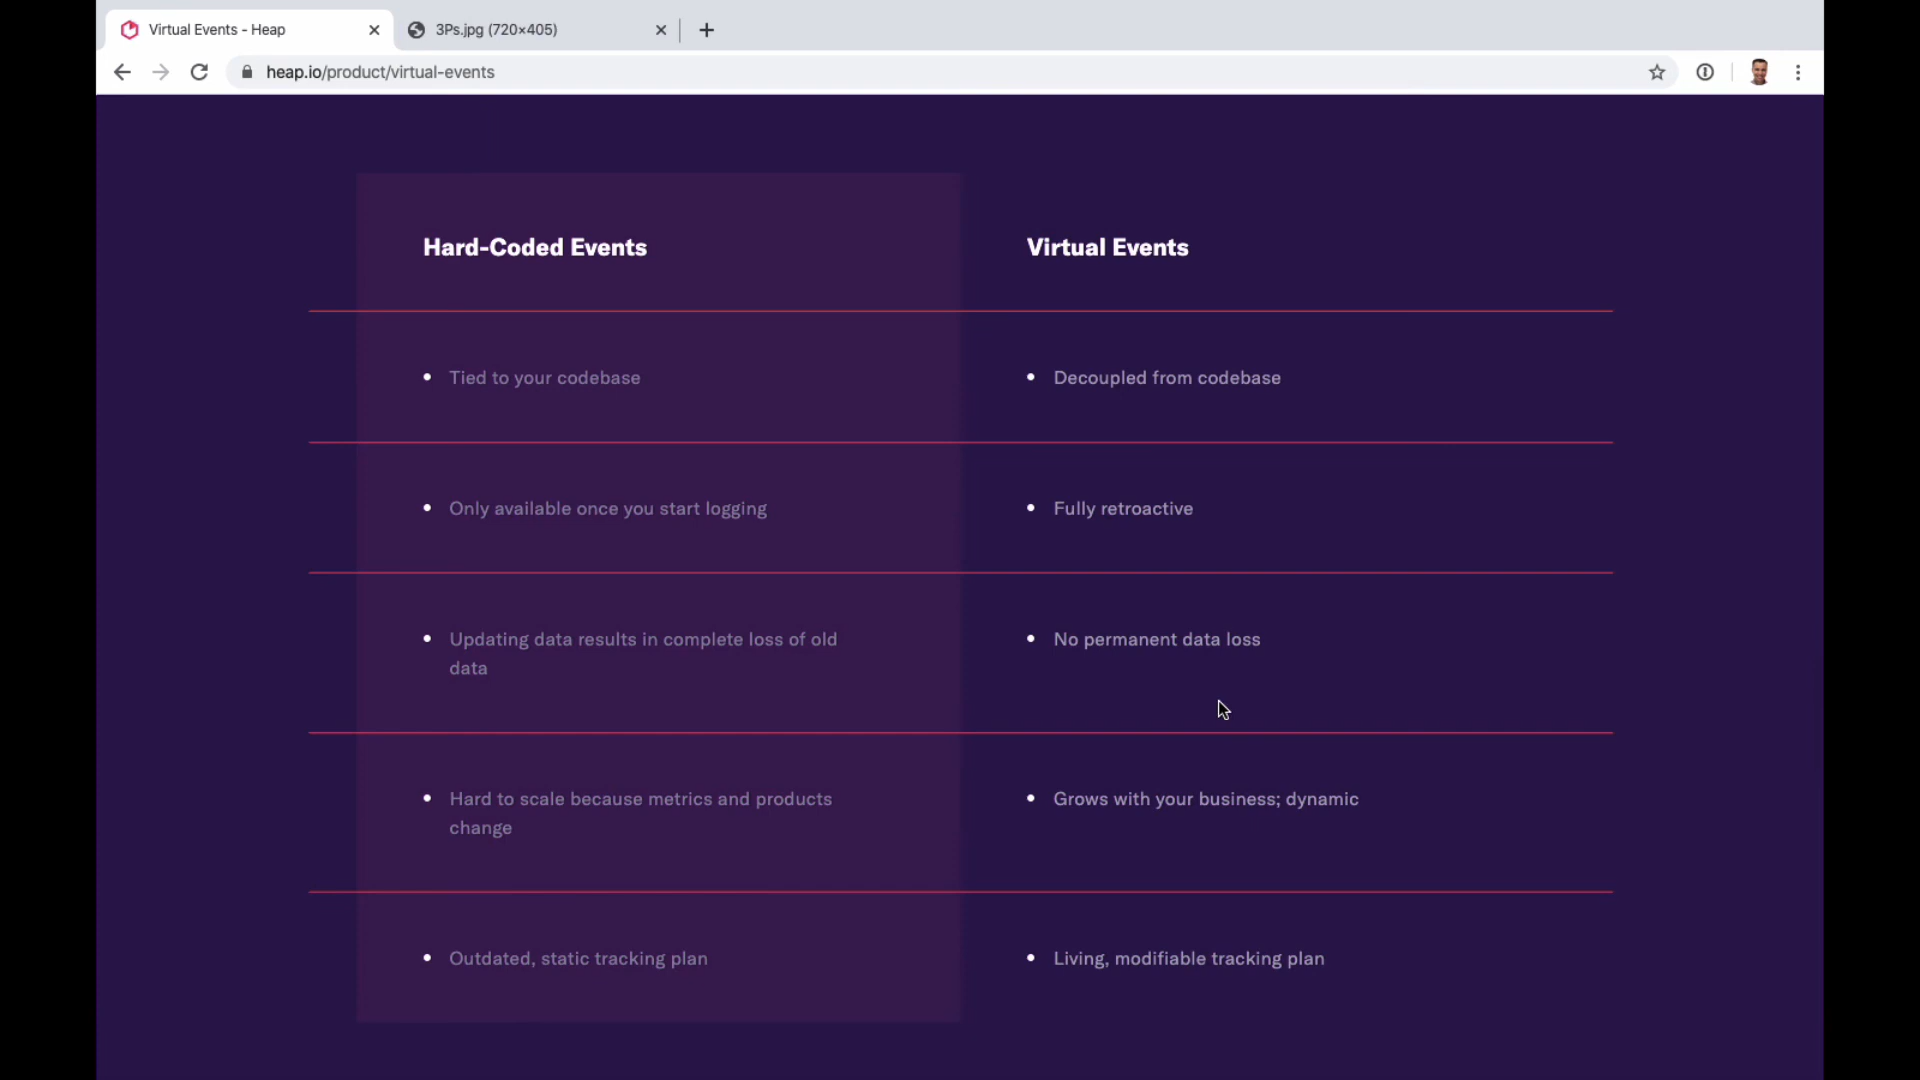 Virtual Events - Heap
3Ps.jpg (720×405)
heap.io/product/virtual-events
Hard-Coded Events
Virtual Events
Tied to your codebase
Decoupled from codebase
Only available once you start logging
Fully retroactive
Updating data results in complete loss of old
data
No permanent data loss
Hard to scale because metrics and products
change
Grows with your business; dynamic
Outdated, static tracking plan
Living, modifiable tracking plan